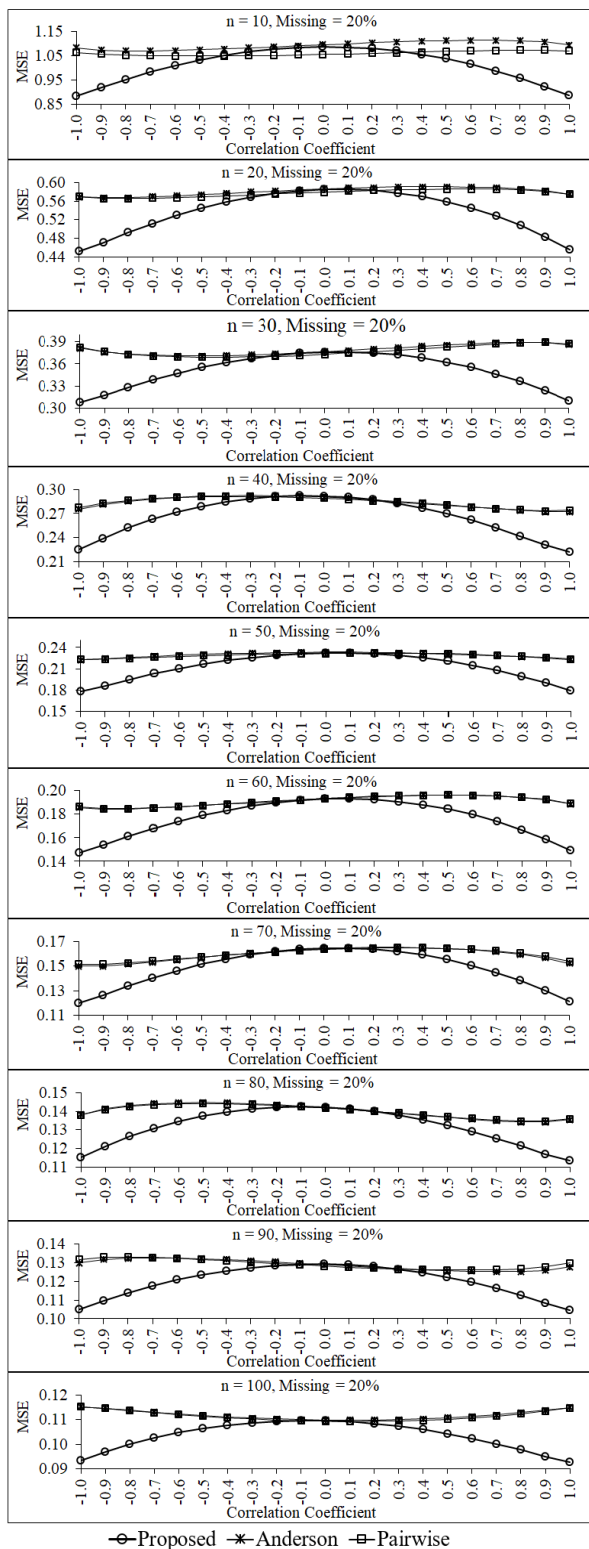 n = 10, Missing = 20%
MSE
1.15
1.05
0.95
0.85
-1.0 -0.9 -0.8 -0.7 -0.6 -0.5 -0.4 -0.3 -0.2 -0.1 0.0 0.1 0.2 0.3 0.4 0.5 0.6 0.7 0.8 0.9 1.0
Correlation Coefficient
n = 20, Missing = 20%
MSE
0.60
0.56
0.52
0.48
0.44
-1.0 -0.9 -0.8 -0.7 -0.6 -0.5 -0.4 -0.3 -0.2 -0.1 0.0 0.1 0.2 0.3 0.4 0.5 0.6 0.7 0.8 0.9 1.0
Correlation Coefficient
n = 30, Missing = 20%
MSE
0.39
0.36
0.33
0.30
-1.0 -0.9 -0.8 -0.7 -0.6 -0.5 -0.4 -0.3 -0.2 -0.1 0.0 0.1 0.2 0.3 0.4 0.5 0.6 0.7 0.8 0.9 1.0
Correlation Coefficient
n = 40, Missing = 20%
MSE
0.30
0.27
0.24
0.21
-1.0 -0.9 -0.8 -0.7 -0.6 -0.5 -0.4 -0.3 -0.2 -0.1 0.0 0.1 0.2 0.3 0.4 0.5 0.6 0.7 0.8 0.9 1.0
Correlation Coefficient
n = 50, Missing = 20%
MSE
0.24
0.21
0.18
0.15
-1.0 -0.9 -0.8 -0.7 -0.6 -0.5 -0.4 -0.3 -0.2 -0.1 0.0 0.1 0.2 0.3 0.4 0.5 0.6 0.7 0.8 0.9 1.0
Correlation Coefficient
n = 60, Missing = 20%
MSE
0.20
0.18
0.16
0.14
-1.0 -0.9 -0.8 -0.7 -0.6 -0.5 -0.4 -0.3 -0.2 -0.1 0.0 0.1 0.2 0.3 0.4 0.5 0.6 0.7 0.8 0.9 1.0
Correlation Coefficient
n = 70, Missing = 20%
MSE
0.17
0.15
0.13
0.11
-1.0 -0.9 -0.8 -0.7 -0.6 -0.5 -0.4 -0.3 -0.2 -0.1 0.0 0.1 0.2 0.3 0.4 0.5 0.6 0.7 0.8 0.9 1.0
Correlation Coefficient
n = 80, Missing = 20%
MSE
0.15
0.14
0.13
0.12
0.11
-1.0 -0.9 -0.8 -0.7 -0.6 -0.5 -0.4 -0.3 -0.2 -0.1 0.0 0.1 0.2 0.3 0.4 0.5 0.6 0.7 0.8 0.9 1.0
Correlation Coefficient
n = 90, Missing = 20%
MSE
0.14
0.13
0.12
0.11
0.10
-1.0 -0.9 -0.8 -0.7 -0.6 -0.5 -0.4 -0.3 -0.2 -0.1 0.0 0.1 0.2 0.3 0.4 0.5 0.6 0.7 0.8 0.9 1.0
Correlation Coefficient
n = 100, Missing = 20%
MSE
0.12
0.11
0.10
0.09
-1.0 -0.9 -0.8 -0.7 -0.6 -0.5 -0.4 -0.3 -0.2 -0.1 0.0 0.1 0.2 0.3 0.4 0.5 0.6 0.7 0.8 0.9 1.0
Correlation Coefficient
Proposed Anderson Pairwise